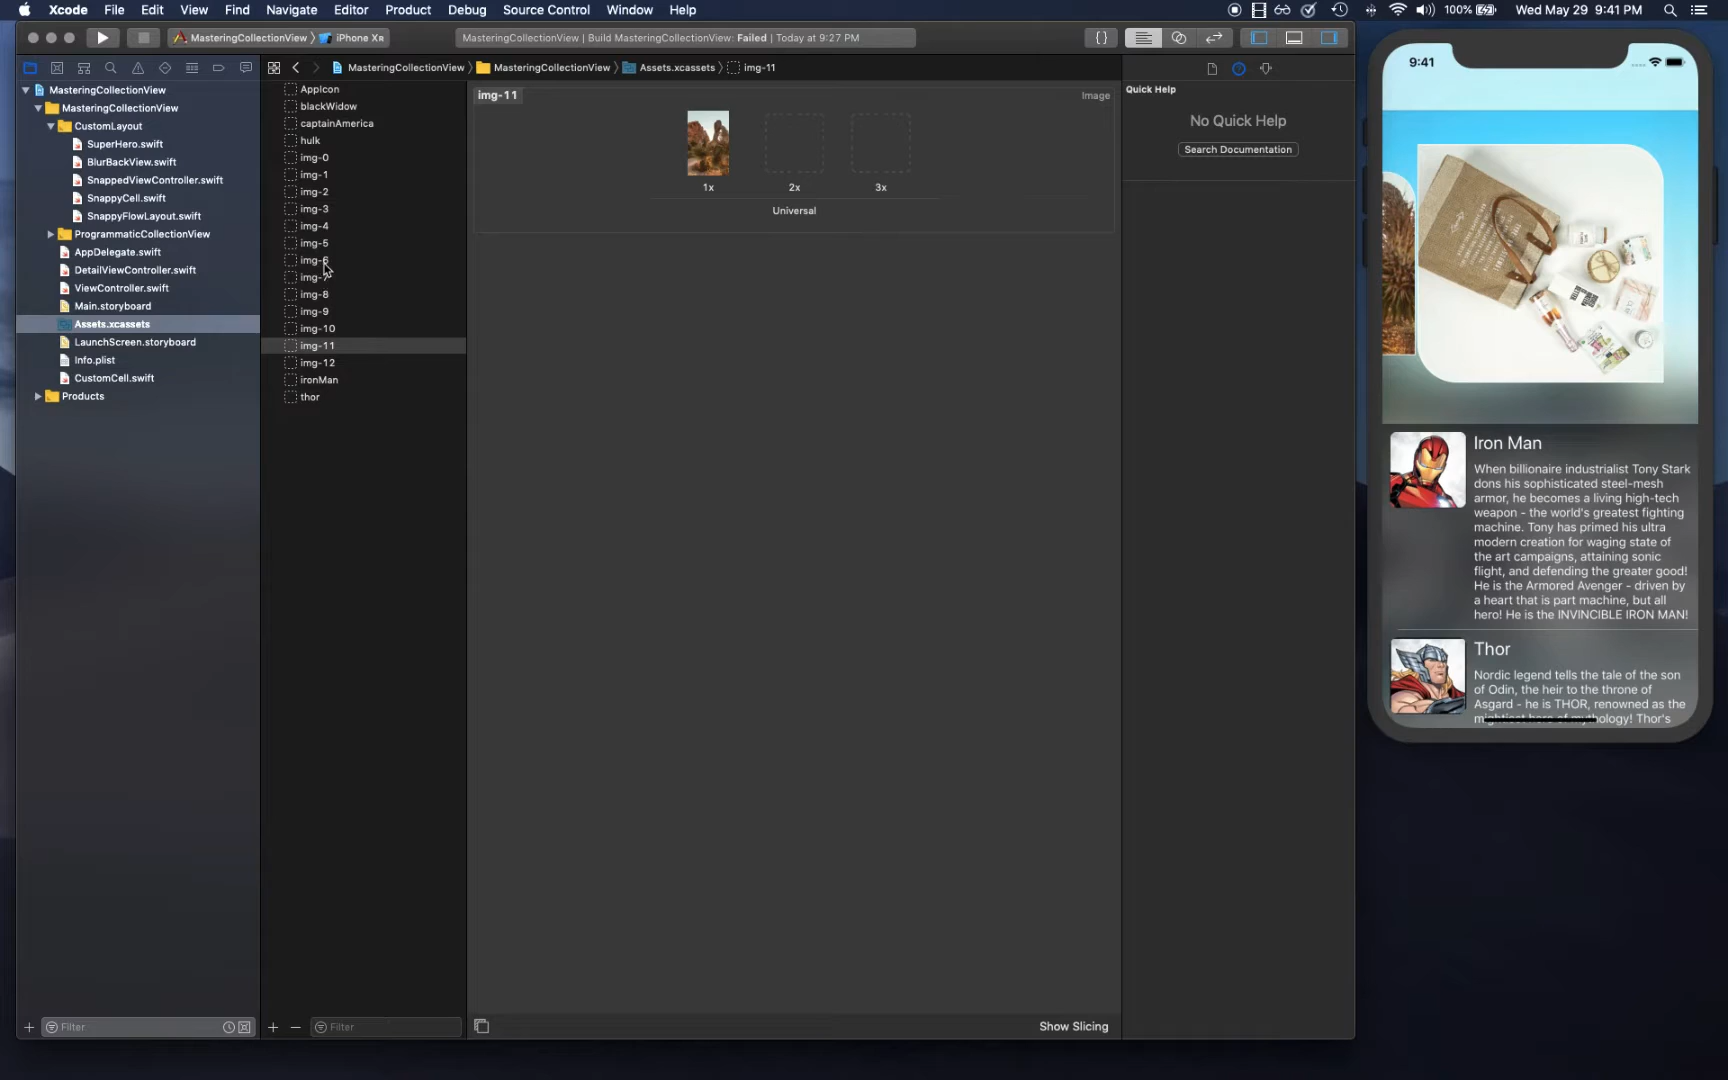 Xcode File Edit View Find Navigate Editor Product Debug Source Control Window Help
100% Wed May 29 9:41 PM
MasteringCollectionView iPhone XR
MasteringCollectionView | Build MasteringCollectionView: Failed | Today at 9:27 PM
MasteringCollectionView MasteringCollectionView Assets.xcassets img-11
MasteringCollectionView
MasteringCollectionView
CustomLayout
SuperHero.swift
BlurBackView.swift
SnappedViewController.swift
SnappyCell.swift
SnappyFlowLayout.swift
ProgrammaticCollectionView
AppDelegate.swift
DetailViewController.swift
ViewController.swift
Main.storyboard
Assets.xcassets
LaunchScreen.storyboard
Info.plist
CustomCell.swift
Products
Filter
AppIcon
blackWidow
captainAmerica
hulk
img-0
img-1
img-2
img-3
img-4
img-5
img-6
img-7
img-8
img-9
img-10
img-11
img-12
ironMan
thor
Filter
img-11
Image
1x 2x 3x
Universal
Show Slicing
Quick Help
No Quick Help
Search Documentation
9:41
Iron Man
When billionaire industrialist Tony Stark
dons his sophisticated steel-mesh
armor, he becomes a living high-tech
weapon - the world's greatest fighting
machine. Tony has primed his ultra
modern creation for waging state of
the art campaigns, attaining sonic
flight, and defending the greater good!
He is the Armored Avenger - driven by
a heart that is part machine, but all
hero! He is the INVINCIBLE IRON MAN!
Thor
Nordic legend tells the tale of the son
of Odin, the heir to the throne of
Asgard - he is THOR, renowned as the
mightiest hero of mythology! Thor's